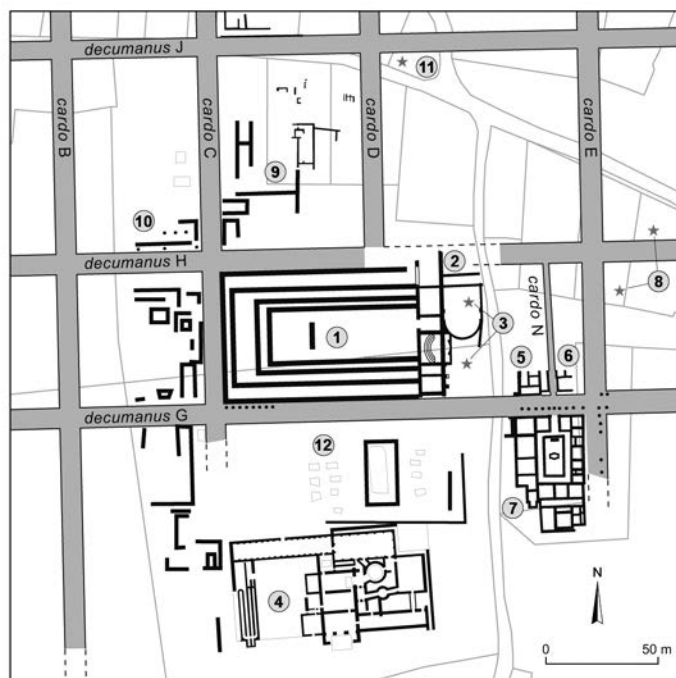 decumanus J
cardo B
cardo C
cardo D
cardo E
11
9
10
decumanus H
2
8
cardo N
3
1
5
6
decumanus G
12
7
4
N
0
50 m